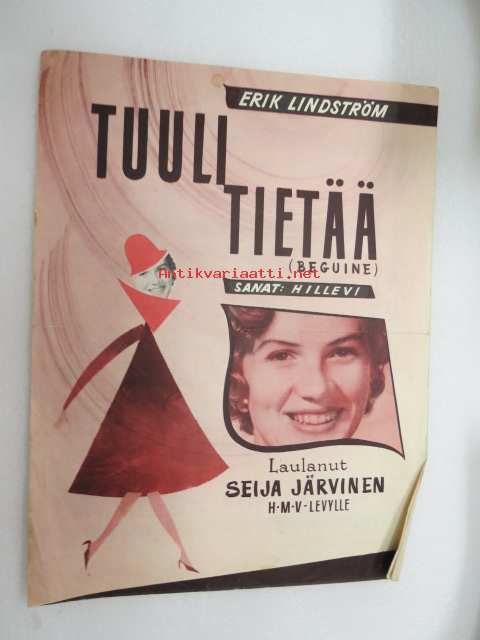 ERIK LINDSTRÖM
TUULI
TIETÄÄ
(BEGUINE)
Antikvariaatti.net
SANAT: HILLEVI
Laulanut
SEIJA JÄRVINEN
H-M-V-LEVYLLE